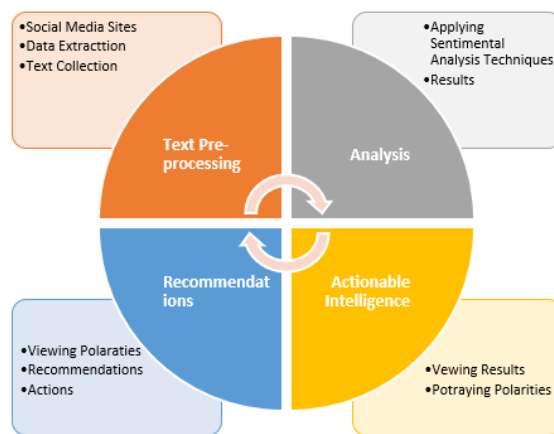 •Social Media Sites
•Data Extracttion
•Text Collection
•Applying
Sentimental
Analysis Techniques
•Results
Text Pre-
processing
Analysis
Recommendat
ions
Actionable
Intelligence
•Viewing Polaraties
•Recommendations
•Actions
•Vewing Results
•Potraying Polarities